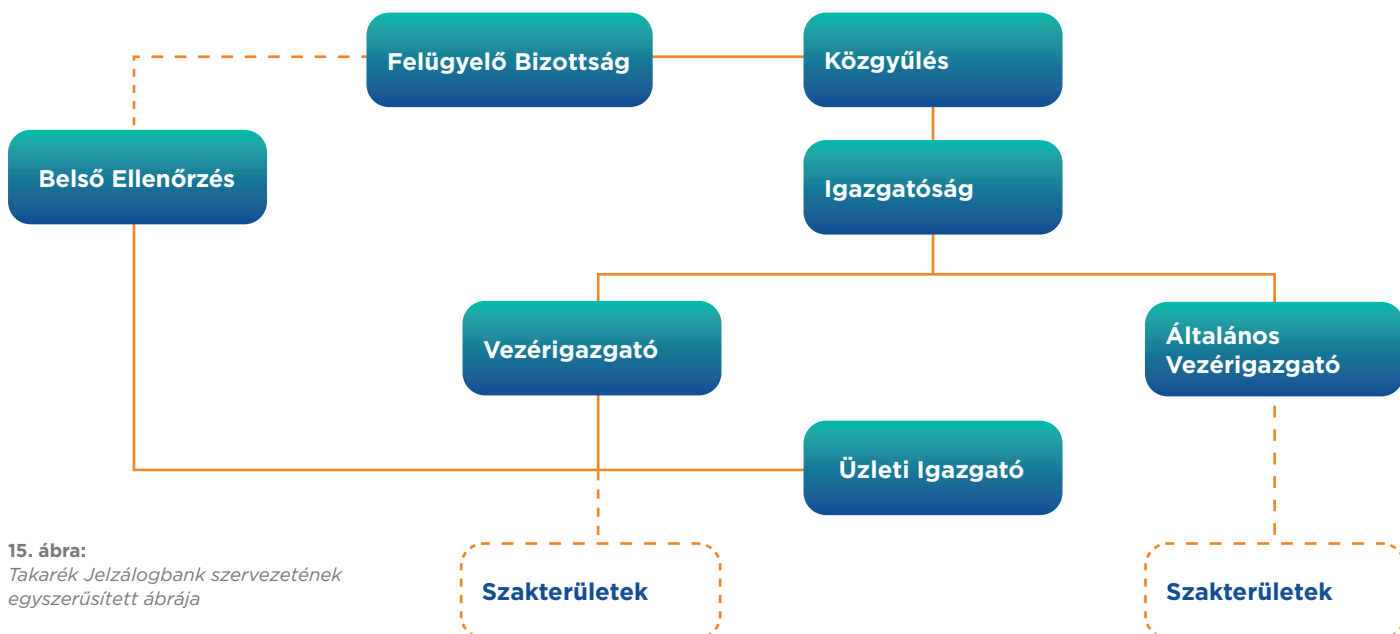 Felügyelő Bizottság
Közgyűlés
Belső Ellenőrzés
Igazgatóság
Vezérigazgató
Általános
Vezérigazgató
Üzleti Igazgató
15. ábra:
Takarék Jelzálogbank szervezetének
egyszerűsített ábrája
Szakterületek
Szakterületek